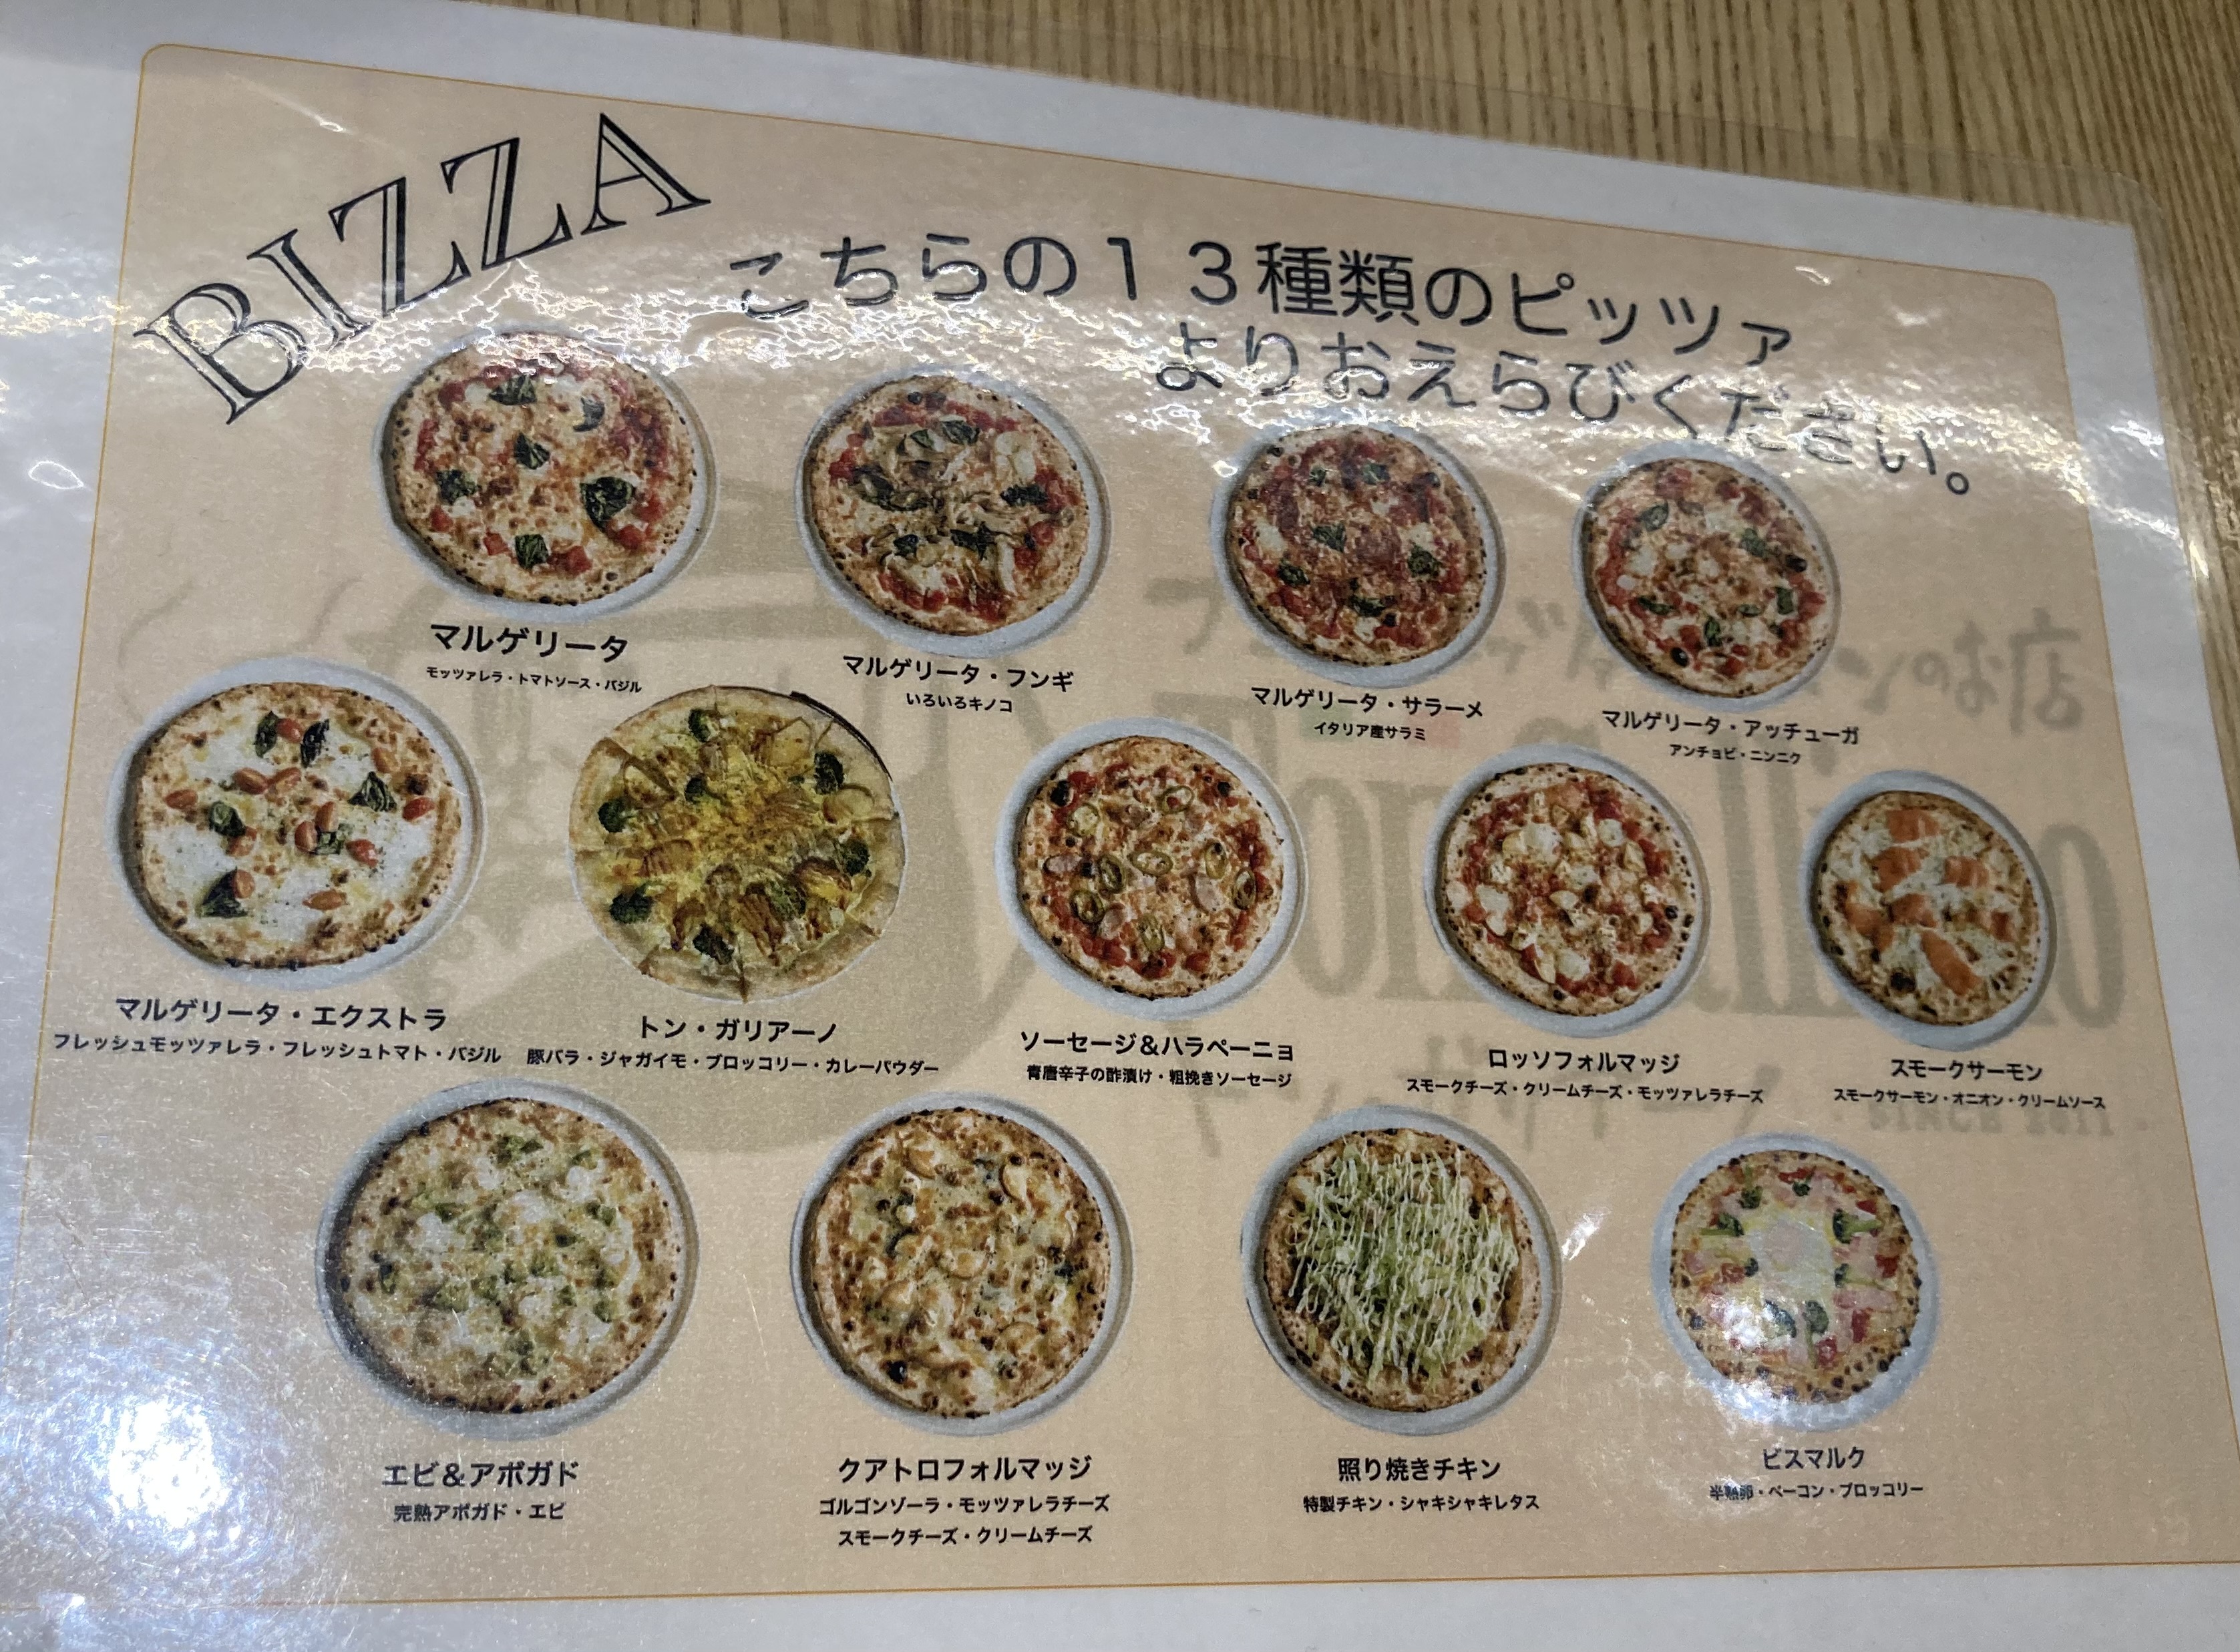 BIZZA
こちらの１３種類のピッツァ
よりおえらびください。
マルゲリータ
モッツァレラ・トマトソース・バジル
マルゲリータ・フンギ
いろいろキノコ
マルゲリータ・サラーメ
イタリア産サラミ
マルゲリータ・アッチューガ
アンチョビ・ニンニク
マルゲリータ・エクストラ
フレッシュモッツァレラ・フレッシュトマト・バジル
トン・ガリアーノ
豚バラ・ジャガイモ・ブロッコリー・カレーパウダー
ソーセージ&ハラペーニョ
青唐辛子の酢漬け・粗挽きソーセージ
ロッソフォルマッジ
スモークチーズ・クリームチーズ・モッツァレラチーズ
スモークサーモン
スモークサーモン・オニオン・クリームソース
エビ&アボガド
完熟アボガド・エビ
クアトロフォルマッジ
ゴルゴンゾーラ・モッツァレラチーズ
スモークチーズ・クリームチーズ
照り焼きチキン
特製チキン・シャキシャキレタス
ビスマルク
半熟卵・ベーコン・ブロッコリー
のお店